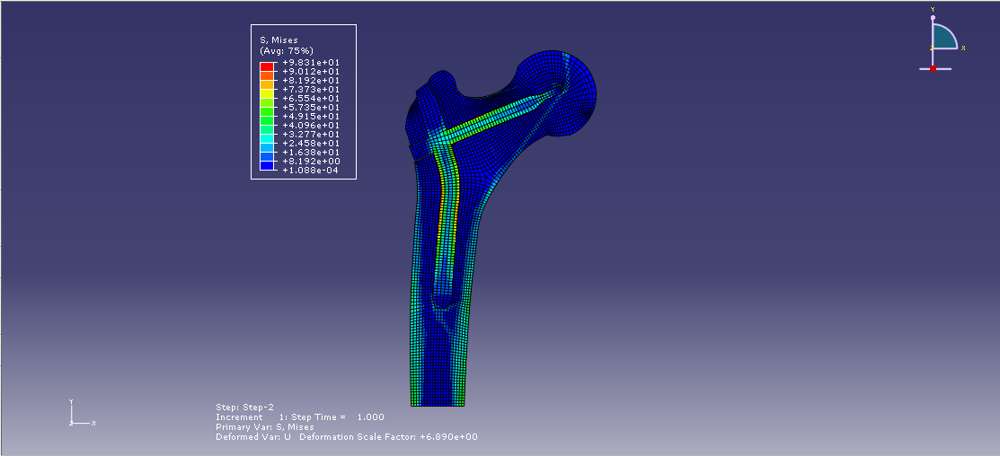 S, Mises
(Avg: 75%)
+9.831e+01
+9.012e+01
+8.192e+01
+7.373e+01
+6.554e+01
+5.735e+01
+4.915e+01
+4.096e+01
+3.277e+01
+2.458e+01
+1.638e+01
+8.192e+00
+1.088e-04
Y
Z X
Y
Z X
Step: Step-2
Increment 1: Step Time = 1.000
Primary Var: S, Mises
Deformed Var: U Deformation Scale Factor: +6.890e+00